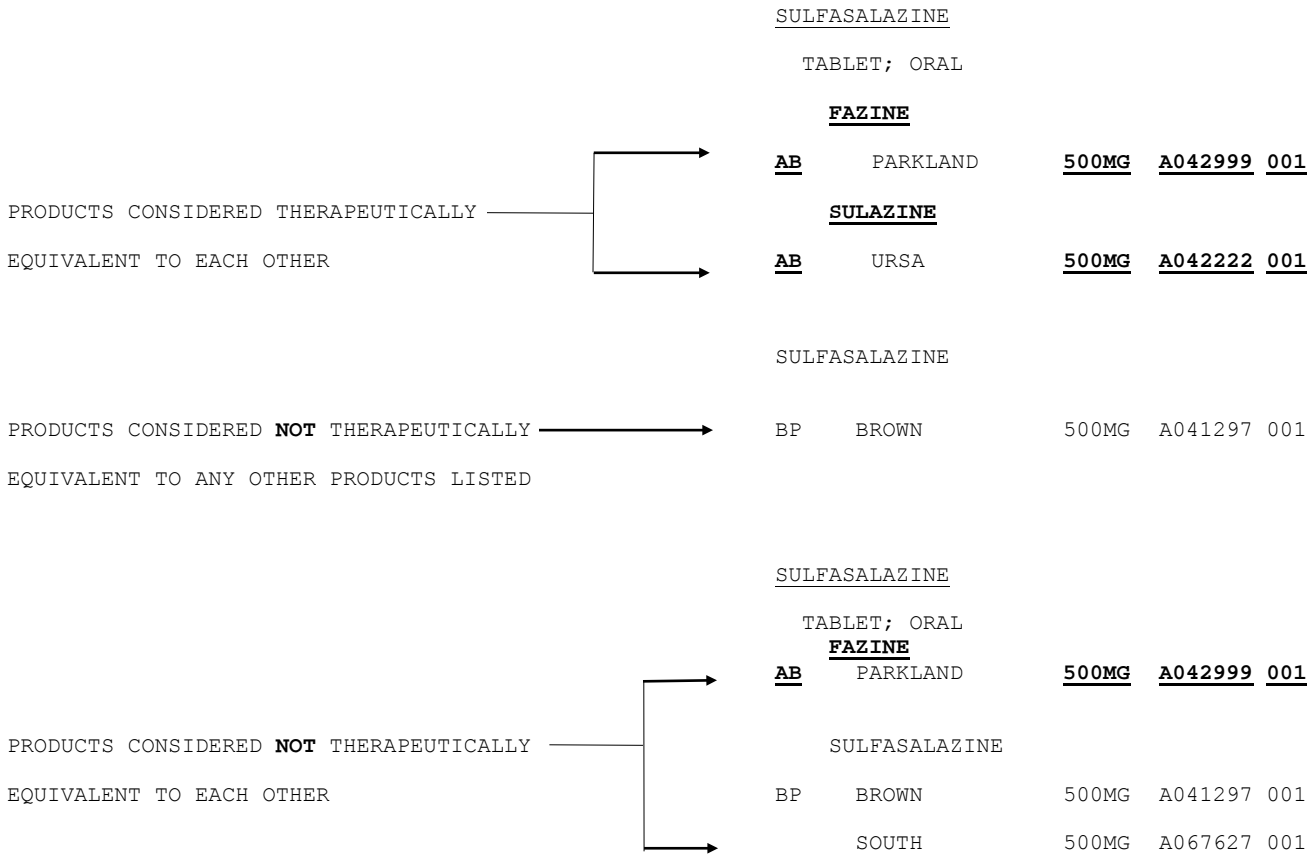 SULFASALAZINE
TABLET; ORAL
FAZINE
AB PARKLAND 500MG A042999 001
PRODUCTS CONSIDERED THERAPEUTICALLY SULAZINE
EQUIVALENT TO EACH OTHER AB URSA 500MG A042222 001
SULFASALAZINE
PRODUCTS CONSIDERED NOT THERAPEUTICALLY BP BROWN 500MG A041297 001
EQUIVALENT TO ANY OTHER PRODUCTS LISTED
SULFASALAZINE
TABLET; ORAL
FAZINE
AB PARKLAND 500MG A042999 001
PRODUCTS CONSIDERED NOT THERAPEUTICALLY SULFASALAZINE
EQUIVALENT TO EACH OTHER BP BROWN 500MG A041297 001
SOUTH 500MG A067627 001